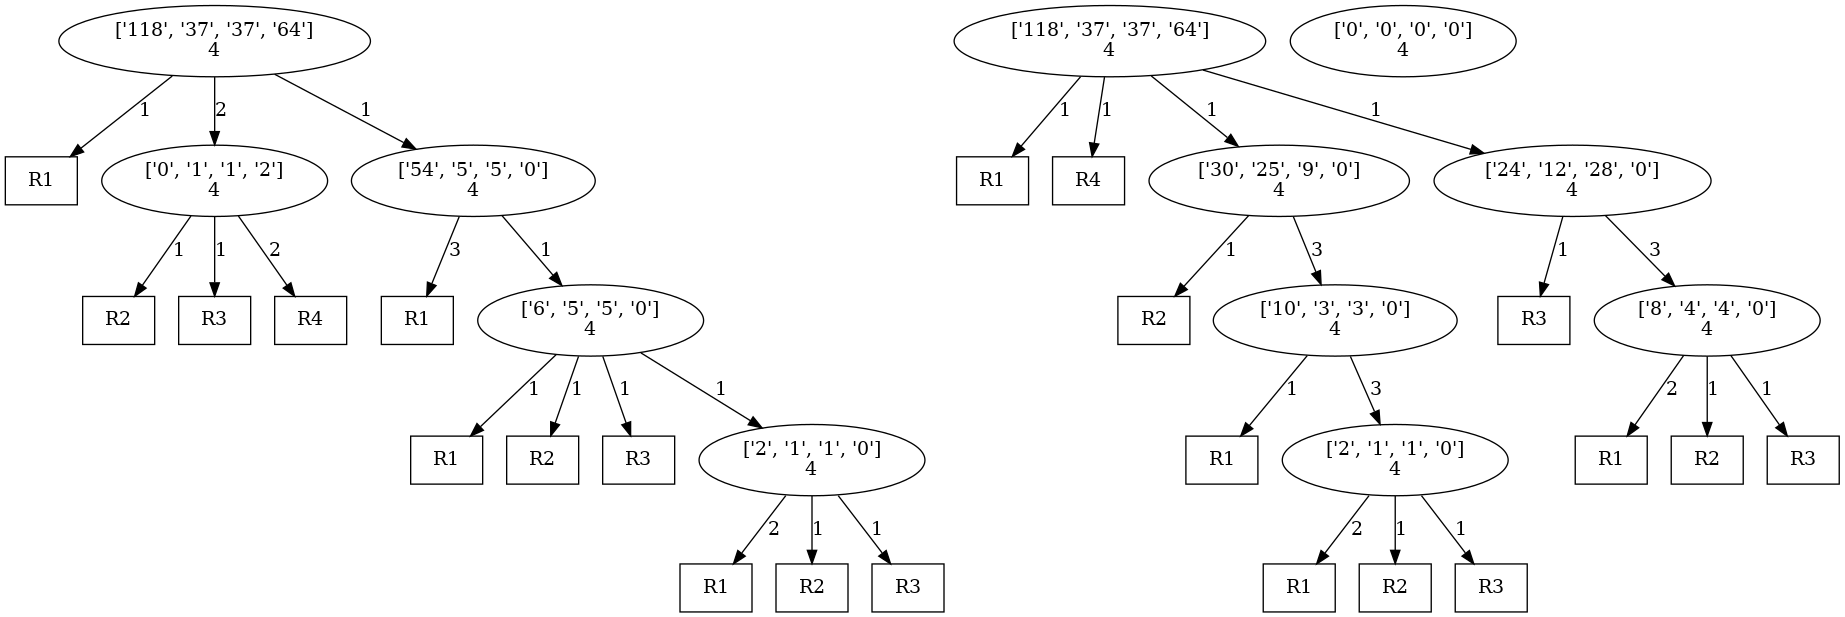 ['118', '37', '37', '64']
4
['118', '37', '37', '64']
4
['0', '0', '0', '0']
4
1
2
1
1
1
1
1
R1
['0', '1', '1', '2']
4
['54', '5', '5', '0']
4
R1
R4
['30', '25', '9', '0']
4
['24', '12', '28', '0']
4
1
1
2
3
1
1
3
1
3
R2
R3
R4
R1
['6', '5', '5', '0']
4
R2
['10', '3', '3', '0']
4
R3
['8', '4', '4', '0']
4
1
1
1
1
1
3
2
1
1
R1
R2
R3
['2', '1', '1', '0']
4
R1
['2', '1', '1', '0']
4
R1
R2
R3
2
1
1
2
1
1
R1
R2
R3
R1
R2
R3